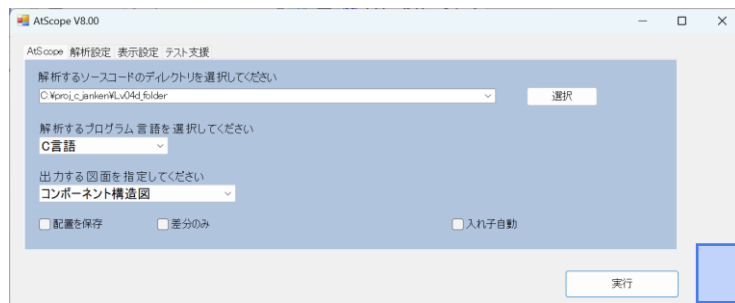 AtScope V8.00
AtScope 解析設定 表示設定 テスト支援
解析するソースコードのディレクトリを選択してください
C:¥proj_c_janken¥Lv04d_folder
選択
解析するプログラム言語を選択してください
C言語
出力する図面を指定してください
コンポーネント構造図
配置を保存 差分のみ 入れ子自動
実行